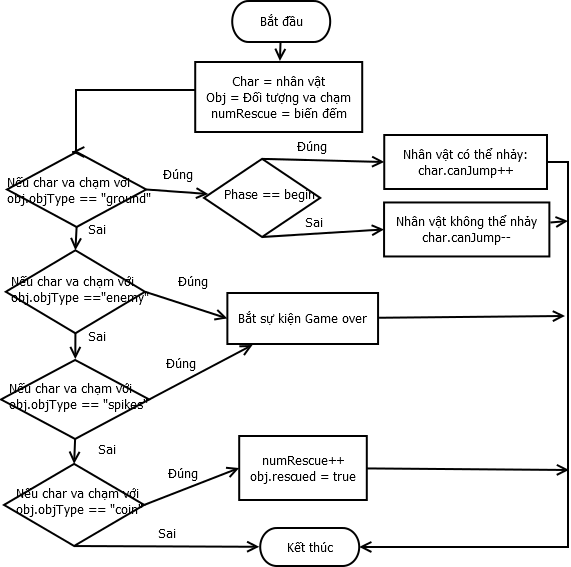 Bắt đầu
Char = nhân vật
Obj = Đối tượng va chạm
numRescue = biến đếm
Đúng
Nhân vật có thể nhảy:
char.canJump++
Nếu char va chạm với
obj.objType == "ground"
Đúng
Phase == begin
Sai
Nhân vật không thể nhảy
char.canJump--
Sai
Nếu char va chạm với
obj.objType =="enemy"
Đúng
Bắt sự kiện Game over
Sai
Đúng
Nếu char va chạm với
obj.objType == "spikes"
Sai
Đúng
numRescue++
obj.rescued = true
Nếu char va chạm với
obj.objType == "coin"
Sai
Kết thúc